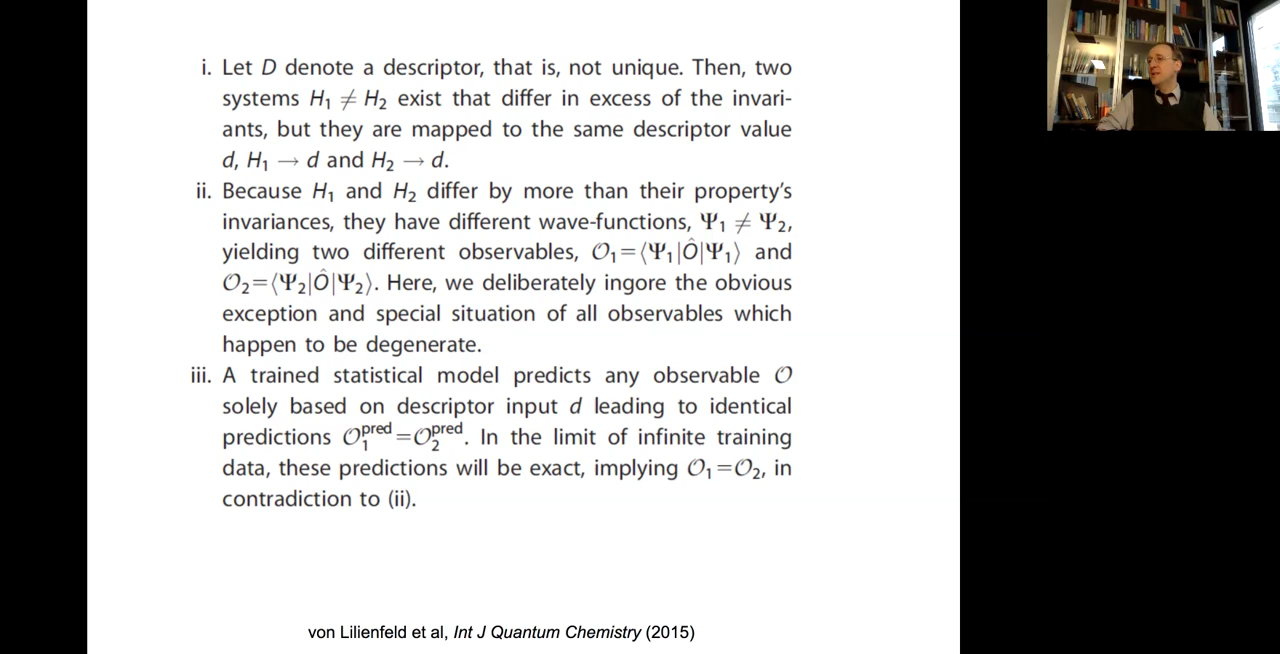 i. Let D denote a descriptor, that is, not unique. Then, two
systems H₁ ≠ H₂ exist that differ in excess of the invari-
ants, but they are mapped to the same descriptor value
d, H₁ → d and H₂ → d.
ii. Because H₁ and H₂ differ by more than their property's
invariances, they have different wave-functions, Ψ₁ ≠ Ψ₂,
yielding two different observables, 𝒪₁=⟨Ψ₁|Ô|Ψ₁⟩ and
𝒪₂=⟨Ψ₂|Ô|Ψ₂⟩. Here, we deliberately ingore the obvious
exception and special situation of all observables which
happen to be degenerate.
iii. A trained statistical model predicts any observable 𝒪
solely based on descriptor input d leading to identical
predictions 𝒪₁^pred=𝒪₂^pred. In the limit of infinite training
data, these predictions will be exact, implying 𝒪₁=𝒪₂, in
contradiction to (ii).
von Lilienfeld et al, Int J Quantum Chemistry (2015)